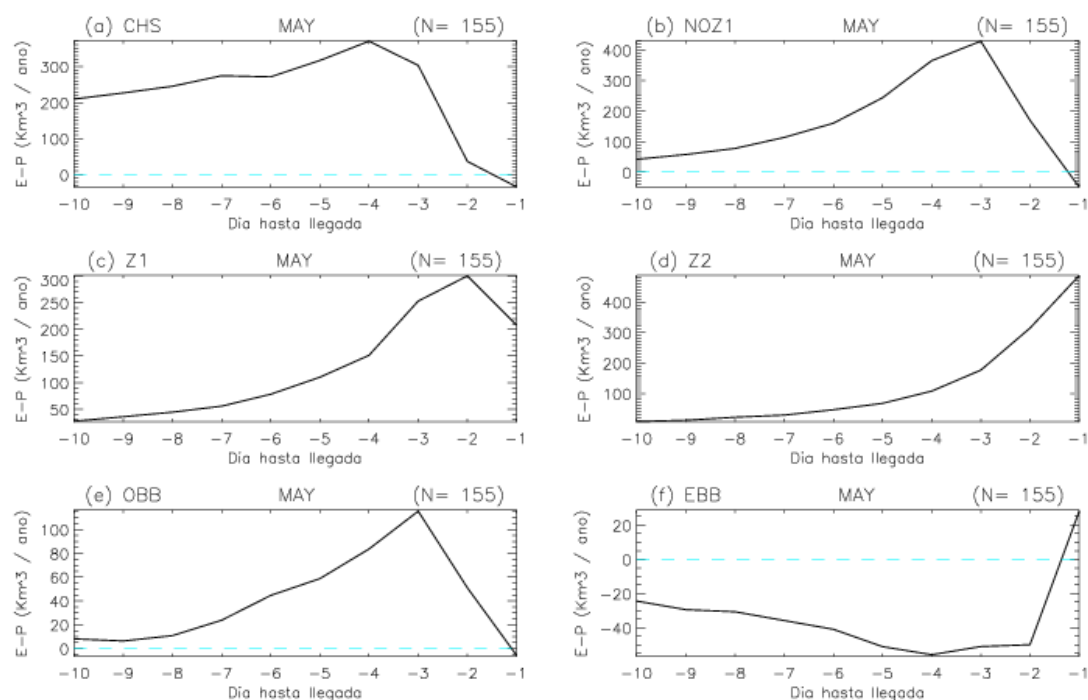 (a) CHS MAY (N= 155)
E-P (Km^3 / ano)
300
200
100
0
-10 -9 -8 -7 -6 -5 -4 -3 -2 -1
Dia hasta llegada
(b) NOZ1 MAY (N= 155)
E-P (Km^3 / ano)
400
300
200
100
0
-10 -9 -8 -7 -6 -5 -4 -3 -2 -1
Dia hasta llegada
(c) Z1 MAY (N= 155)
E-P (Km^3 / ano)
300
250
200
150
100
50
-10 -9 -8 -7 -6 -5 -4 -3 -2 -1
Dia hasta llegada
(d) Z2 MAY (N= 155)
E-P (Km^3 / ano)
400
300
200
100
-10 -9 -8 -7 -6 -5 -4 -3 -2 -1
Dia hasta llegada
(e) OBB MAY (N= 155)
E-P (Km^3 / ano)
100
80
60
40
20
0
-10 -9 -8 -7 -6 -5 -4 -3 -2 -1
Dia hasta llegada
(f) EBB MAY (N= 155)
E-P (Km^3 / ano)
20
0
-20
-40
-10 -9 -8 -7 -6 -5 -4 -3 -2 -1
Dia hasta llegada